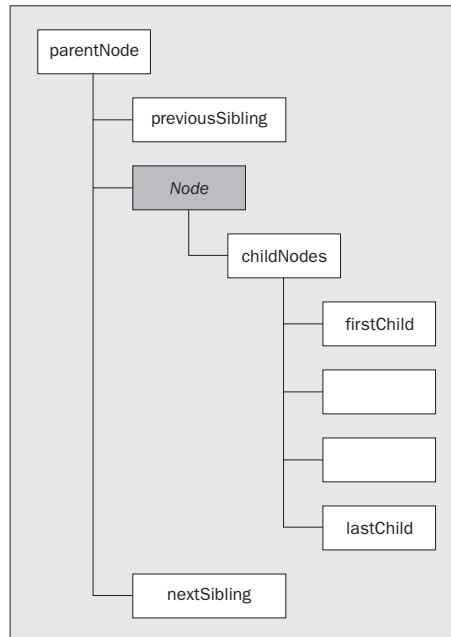 parentNode
previousSibling
Node
childNodes
firstChild
lastChild
nextSibling